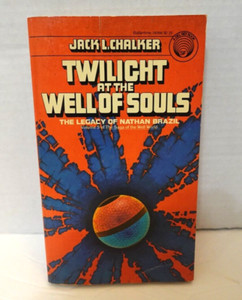 JACK L. CHALKER
TWILIGHT
AT THE
WELL OF SOULS
THE LEGACY OF NATHAN BRAZIL